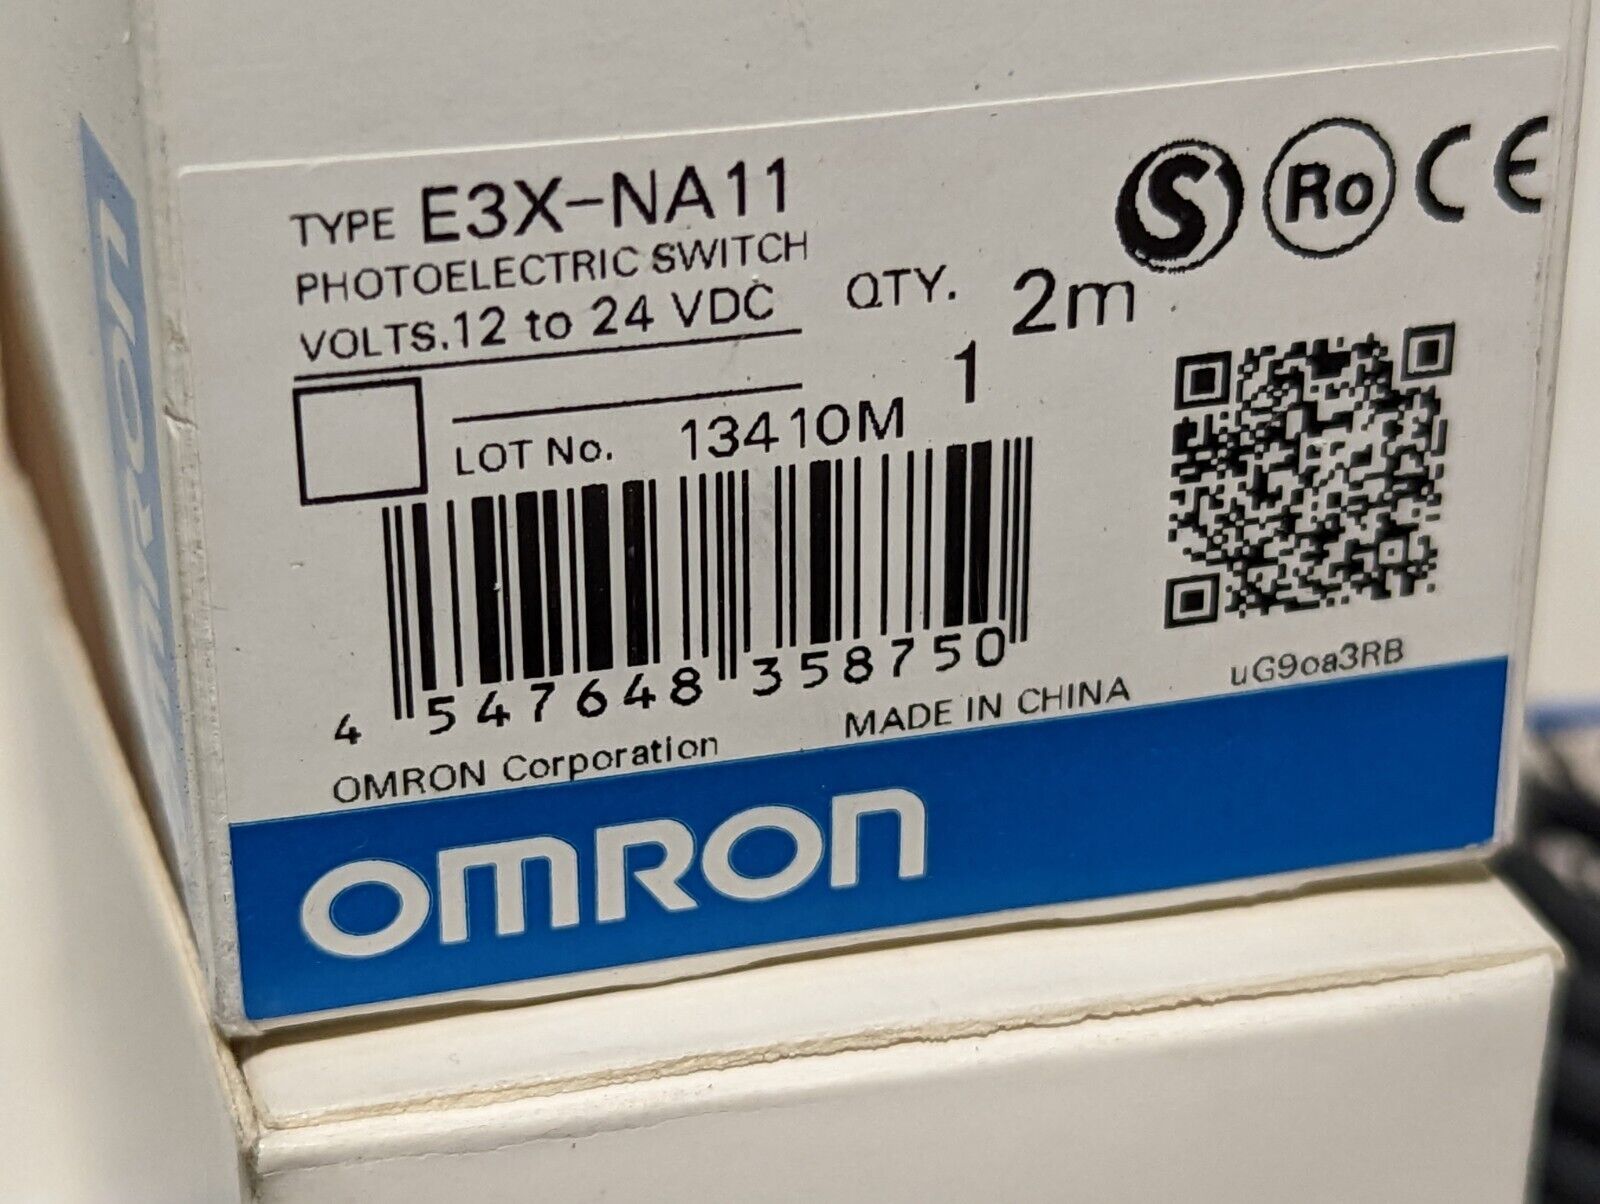 TYPE E3X-NA11
PHOTOELECTRIC SWITCH
VOLTS. 12 to 24 VDC
QTY. 2m
1
LOT No. 13410M
4 547648 358750
OMRON Corporation
MADE IN CHINA
S
Ro
CE
uG9oa3RB
OMRON
OMRON